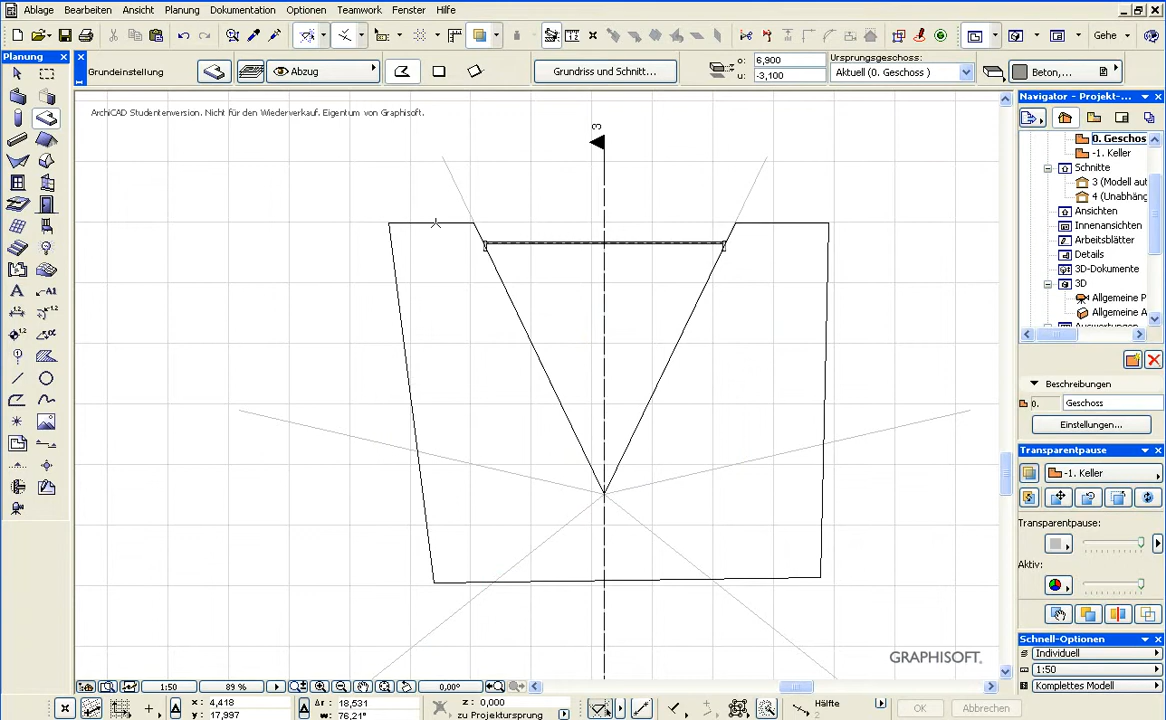 Ablage Bearbeiten Ansicht Planung Dokumentation Optionen Teamwork Fenster Hilfe
Gehe
Planung
Grundeinstellung
Abzug
Grundriss und Schnitt...
o: 6,900
u: -3,100
Ursprungsgeschoss:
Aktuell (0. Geschoss )
Beton,...
ArchiCAD Studentenversion. Nicht für den Wiederverkauf. Eigentum von Graphisoft.
3
Navigator - Projekt-...
0. Geschos
-1. Keller
Schnitte
3 (Modell aut
4 (Unabhäng
Ansichten
Innenansichten
Arbeitsblätter
Details
3D-Dokumente
3D
Allgemeine P
Allgemeine A
Auswertungen
Beschreibungen
0. Geschoss
Einstellungen...
Transparentpause
-1. Keller
Transparentpause:
Aktiv:
Schnell-Optionen
Individuell
1:50
Komplettes Modell
GRAPHISOFT.
1:50
89 %
0,00°
x: 4,418
y: 17,997
Δr: 18,531
w: 76,21°
z: 0,000
zu Projektursprung
Hälfte
2
OK
Abbrechen